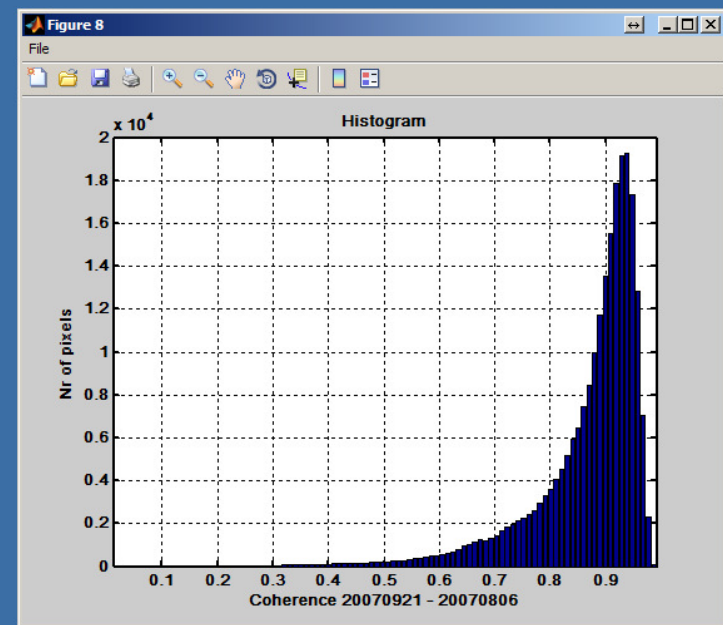 Figure 8
File
Histogram
x 10^4
2
1.8
1.6
1.4
1.2
1
0.8
0.6
0.4
0.2
0
Nr of pixels
0.1 0.2 0.3 0.4 0.5 0.6 0.7 0.8 0.9
Coherence 20070921 - 20070806